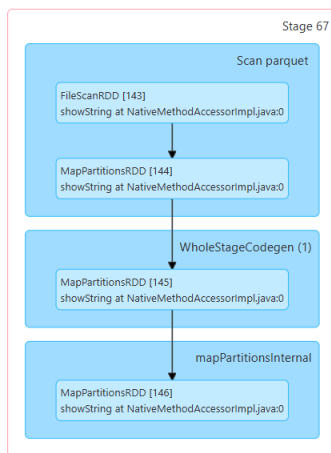 Stage 67
Scan parquet
FileScanRDD [143]
showString at NativeMethodAccessorImpl.java:0
MapPartitionsRDD [144]
showString at NativeMethodAccessorImpl.java:0
WholeStageCodegen (1)
MapPartitionsRDD [145]
showString at NativeMethodAccessorImpl.java:0
mapPartitionsInternal
MapPartitionsRDD [146]
showString at NativeMethodAccessorImpl.java:0